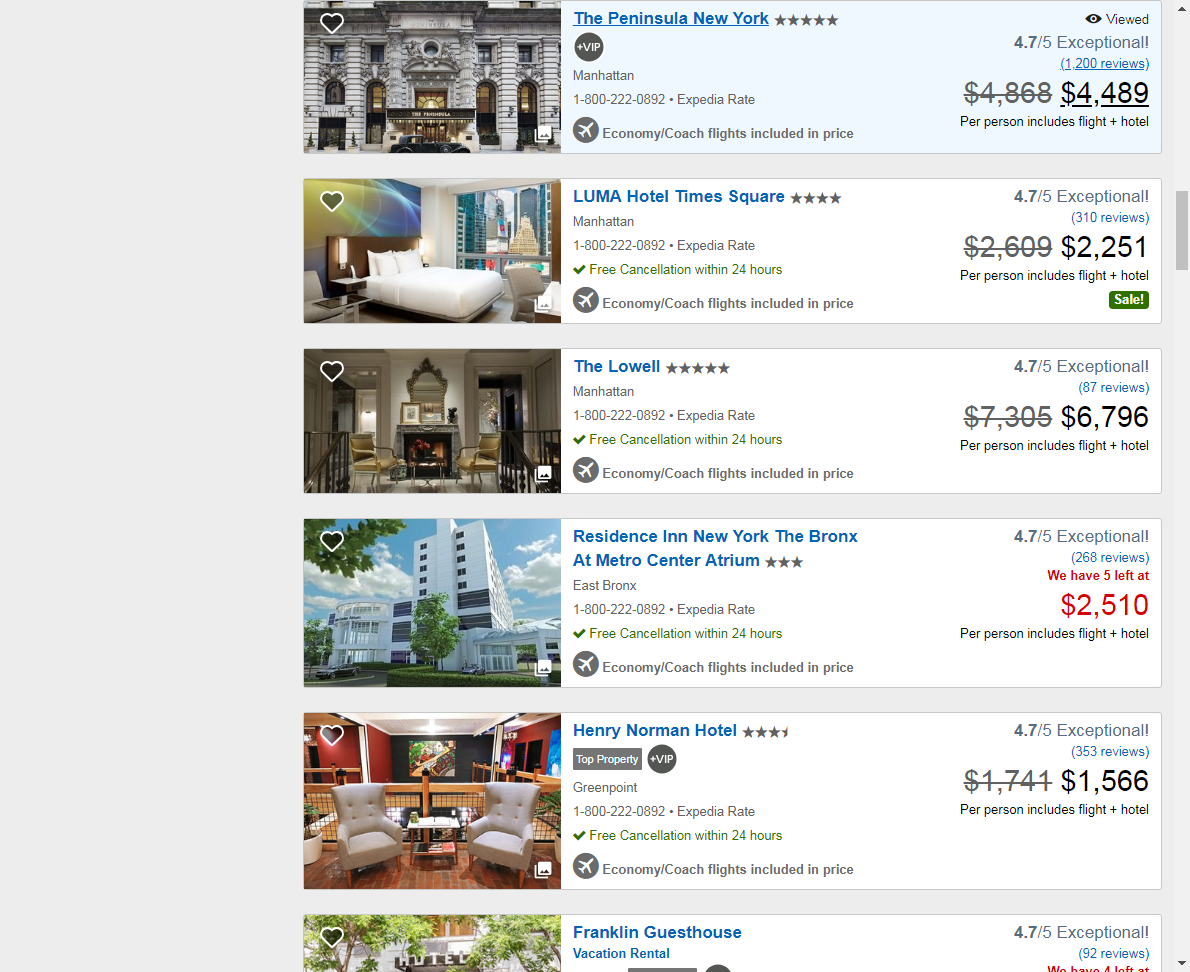 The Peninsula New York
Viewed
+VIP
4.7/5 Exceptional!
(1,200 reviews)
Manhattan
$4,868 $4,489
1-800-222-0892 • Expedia Rate
Per person includes flight + hotel
Economy/Coach flights included in price
THE PENINSULA
LUMA Hotel Times Square
4.7/5 Exceptional!
Manhattan
(310 reviews)
1-800-222-0892 • Expedia Rate
$2,609 $2,251
Free Cancellation within 24 hours
Per person includes flight + hotel
Economy/Coach flights included in price
Sale!
The Lowell
4.7/5 Exceptional!
Manhattan
(87 reviews)
1-800-222-0892 • Expedia Rate
$7,305 $6,796
Free Cancellation within 24 hours
Per person includes flight + hotel
Economy/Coach flights included in price
Residence Inn New York The Bronx
At Metro Center Atrium
4.7/5 Exceptional!
(268 reviews)
We have 5 left at
East Bronx
$2,510
1-800-222-0892 • Expedia Rate
Free Cancellation within 24 hours
Per person includes flight + hotel
Economy/Coach flights included in price
Henry Norman Hotel
4.7/5 Exceptional!
Top Property
+VIP
(353 reviews)
Greenpoint
$1,741 $1,566
1-800-222-0892 • Expedia Rate
Per person includes flight + hotel
Free Cancellation within 24 hours
Economy/Coach flights included in price
Franklin Guesthouse
4.7/5 Exceptional!
Vacation Rental
(92 reviews)
We have 4 left at
HOTEL